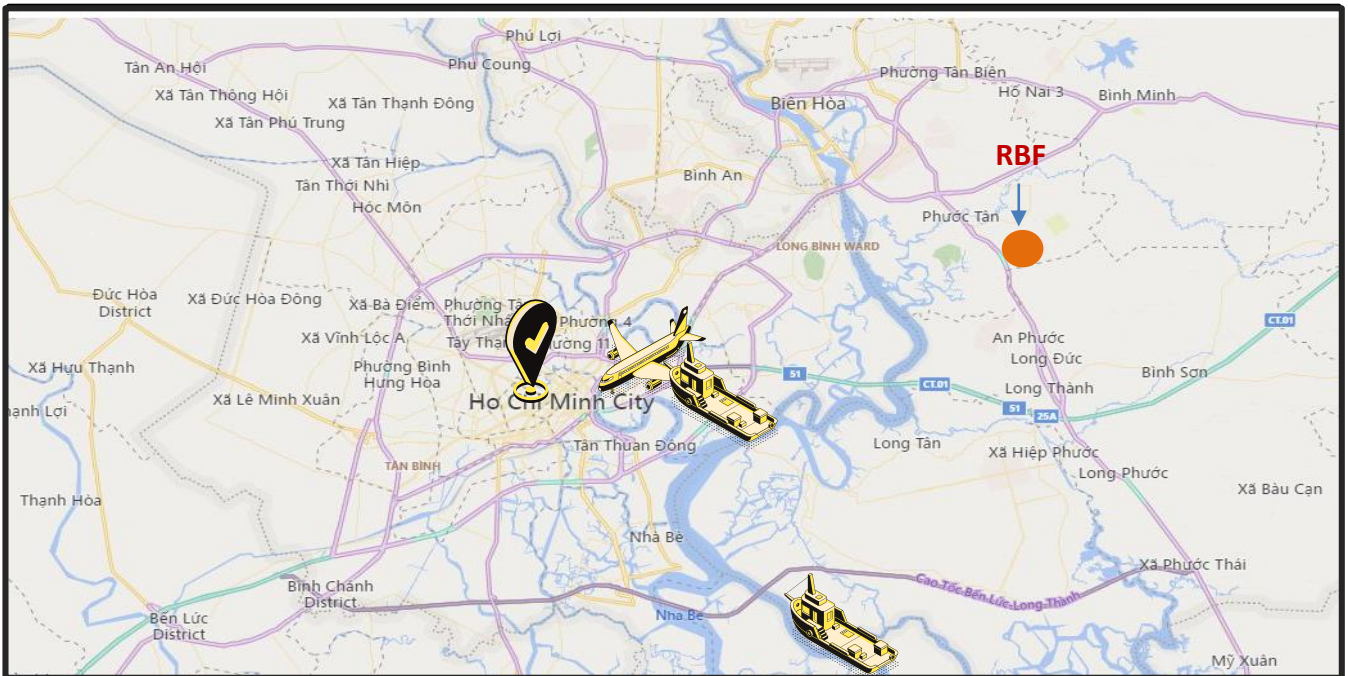 Phú Lợi
Phu Coung
Tân An Hội
Xã Tân Thông Hội
Xã Tân Thạnh Đông
Xã Tân Phú Trung
Phường Tân Biên
Hố Nai 3
Bình Minh
Biên Hòa
RBF
Xã Tân Hiệp
Tân Thới Nhì
Hóc Môn
Bình An
Phước Tân
LONG BÌNH WARD
Đức Hòa
District
Xã Đức Hòa Đông
Xã Bà Điểm
Phường
Thới
Phường 4
CT.01
Xã Vĩnh Lộc A
Tây
11
An Phước
Long Đức
Xã Hựu Thạnh
Phường Bình
Hưng Hòa
51
CT.01
Bình Sơn
Long Thành
Lợi
Xã Lê Minh Xuân
Ho Chi Minh City
51
25A
Tân Thuận Đông
Long Tân
Xã Hiệp Phước
TÂN BÌNH
Long Phước
Thạnh Hòa
Xã Bàu Cạn
Nhà Bè
Xã Phước Thái
Bình Chánh
District
Cao Tốc Bến Lức-Long-Thành
Nha Be
Bến Lức
District
Mỹ Xuân